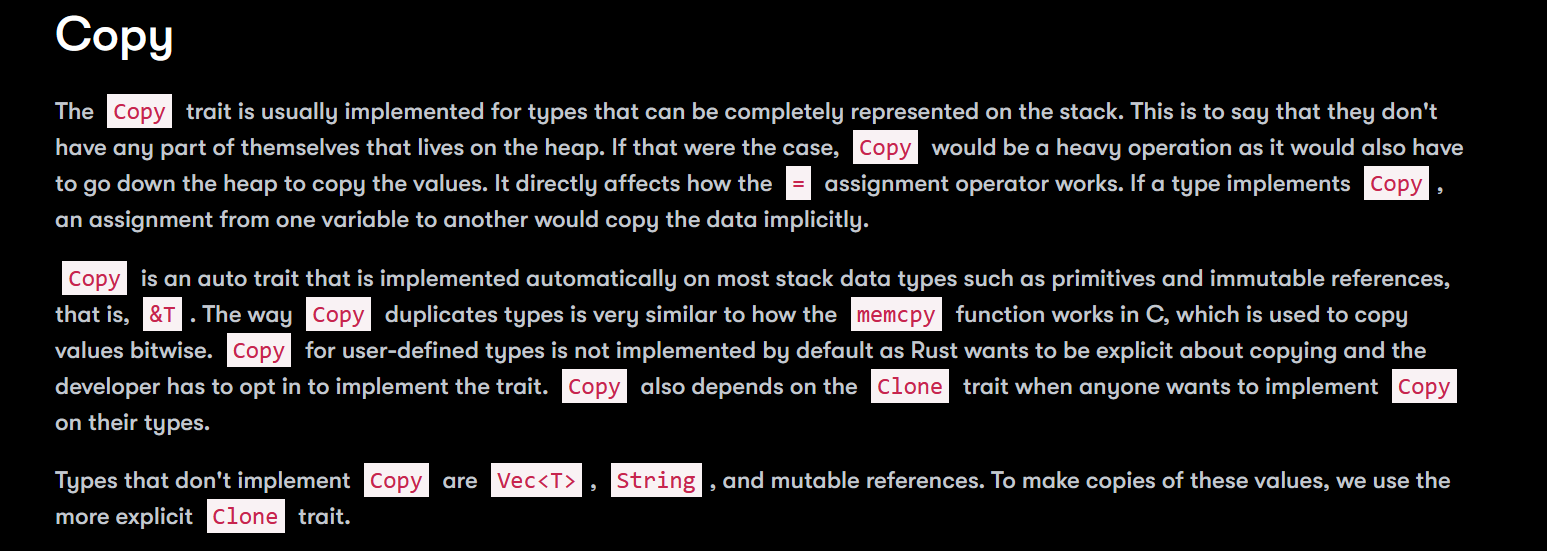 Copy
The Copy trait is usually implemented for types that can be completely represented on the stack. This is to say that they don't
have any part of themselves that lives on the heap. If that were the case, Copy would be a heavy operation as it would also have
to go down the heap to copy the values. It directly affects how the = assignment operator works. If a type implements Copy ,
an assignment from one variable to another would copy the data implicitly.
Copy is an auto trait that is implemented automatically on most stack data types such as primitives and immutable references,
that is, &T . The way Copy duplicates types is very similar to how the memcpy function works in C, which is used to copy
values bitwise. Copy for user-defined types is not implemented by default as Rust wants to be explicit about copying and the
developer has to opt in to implement the trait. Copy also depends on the Clone trait when anyone wants to implement Copy
on their types.
Types that don't implement Copy are Vec<T> , String , and mutable references. To make copies of these values, we use the
more explicit Clone trait.